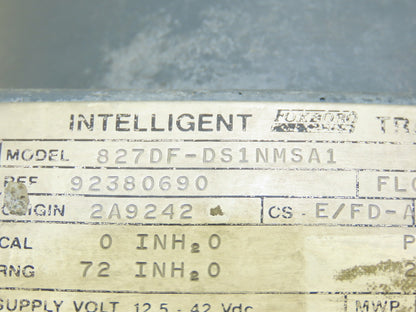 INTELLIGENT FOXBORO TR
MODEL 827DF-DS1NMSA1
REF 92380690 FLO
ORIGIN 2A9242 CS E/FD-A
CAL 0 INH₂O P
RNG 72 INH₂O
SUPPLY VOLT 12.5 - 42 Vdc MWP